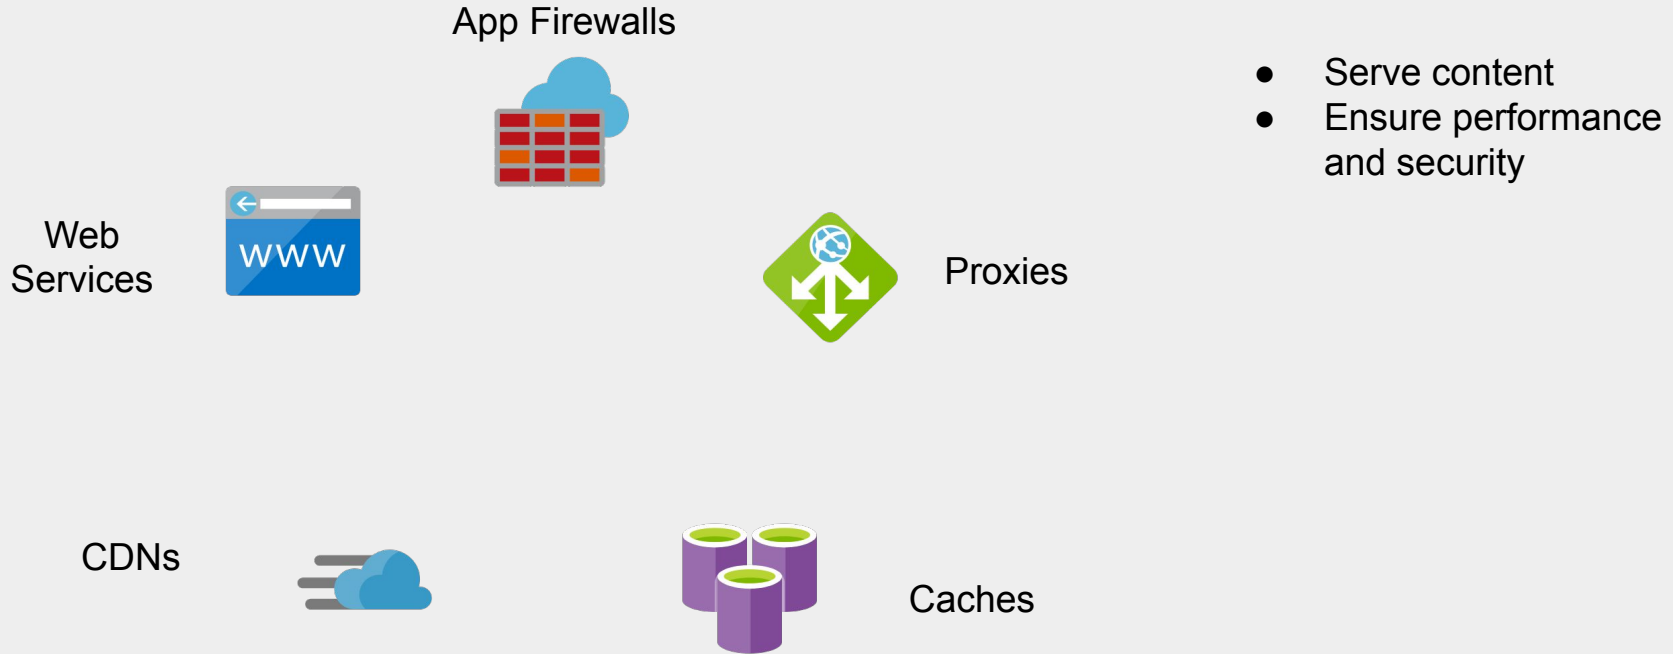 App Firewalls
● Serve content
● Ensure performance
and security
Web
Services
WWW
Proxies
CDNs
Caches